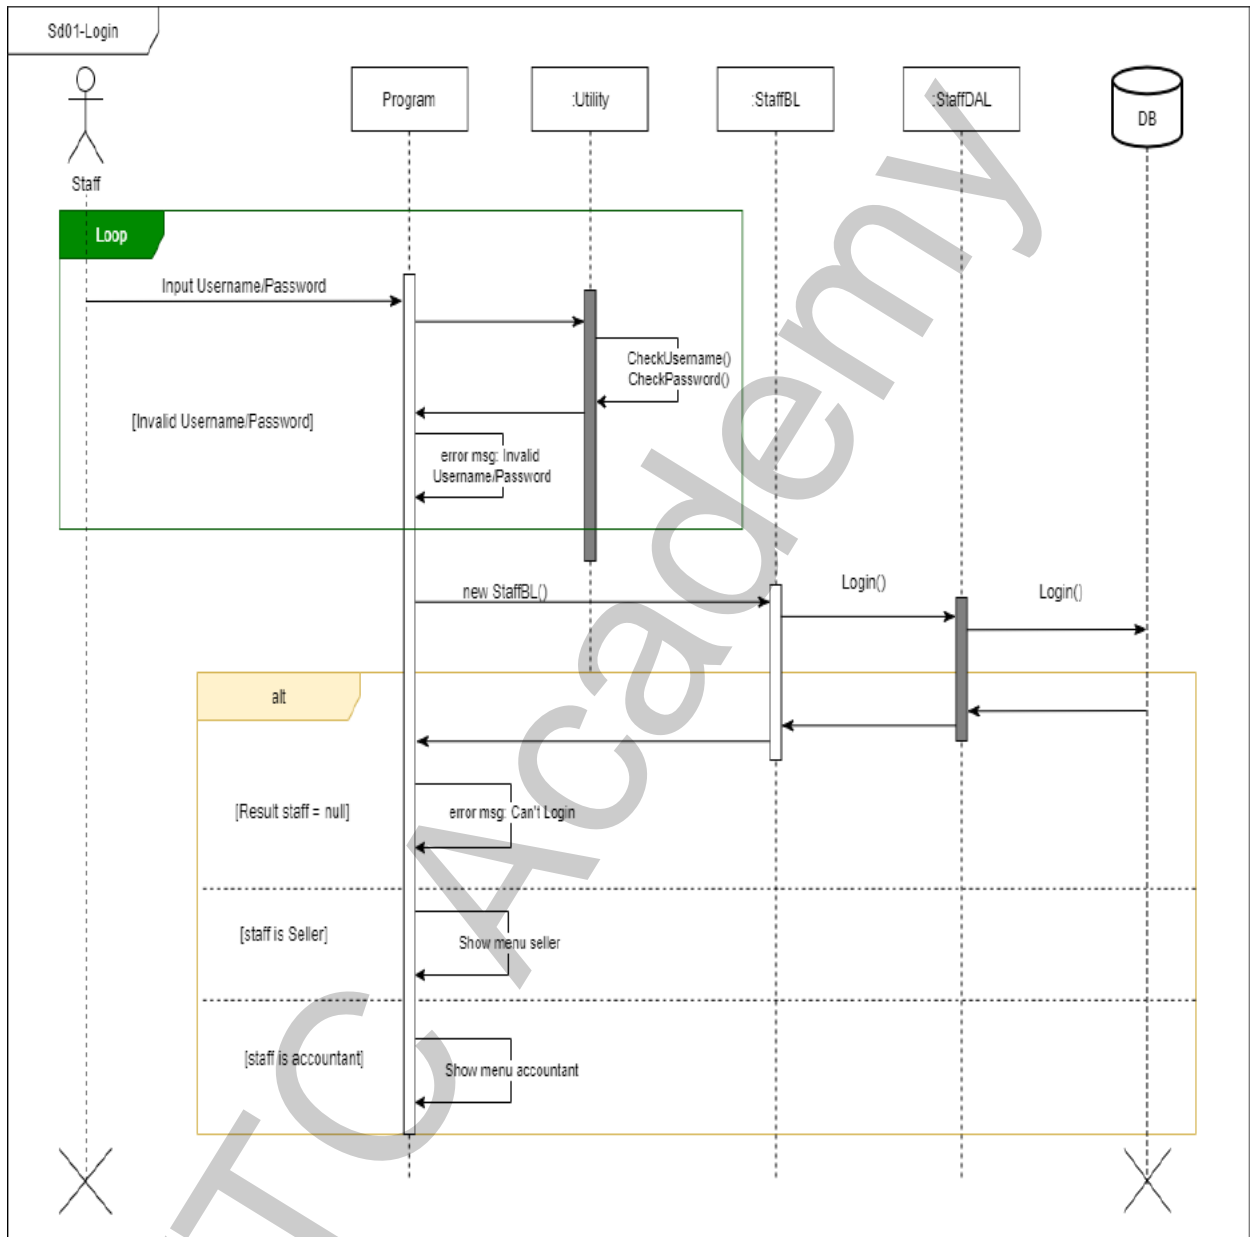 Sd01-Login
Staff
Program
:Utility
:StaffBL
:StaffDAL
DB
Loop
Input Username/Password
CheckUsername()
CheckPassword()
[Invalid Username/Password]
error msg: Invalid
Username/Password
new StaffBL()
Login()
Login()
alt
[Result staff = null]
error msg: Can't Login
[staff is Seller]
Show menu seller
[staff is accountant]
Show menu accountant
TC Academy